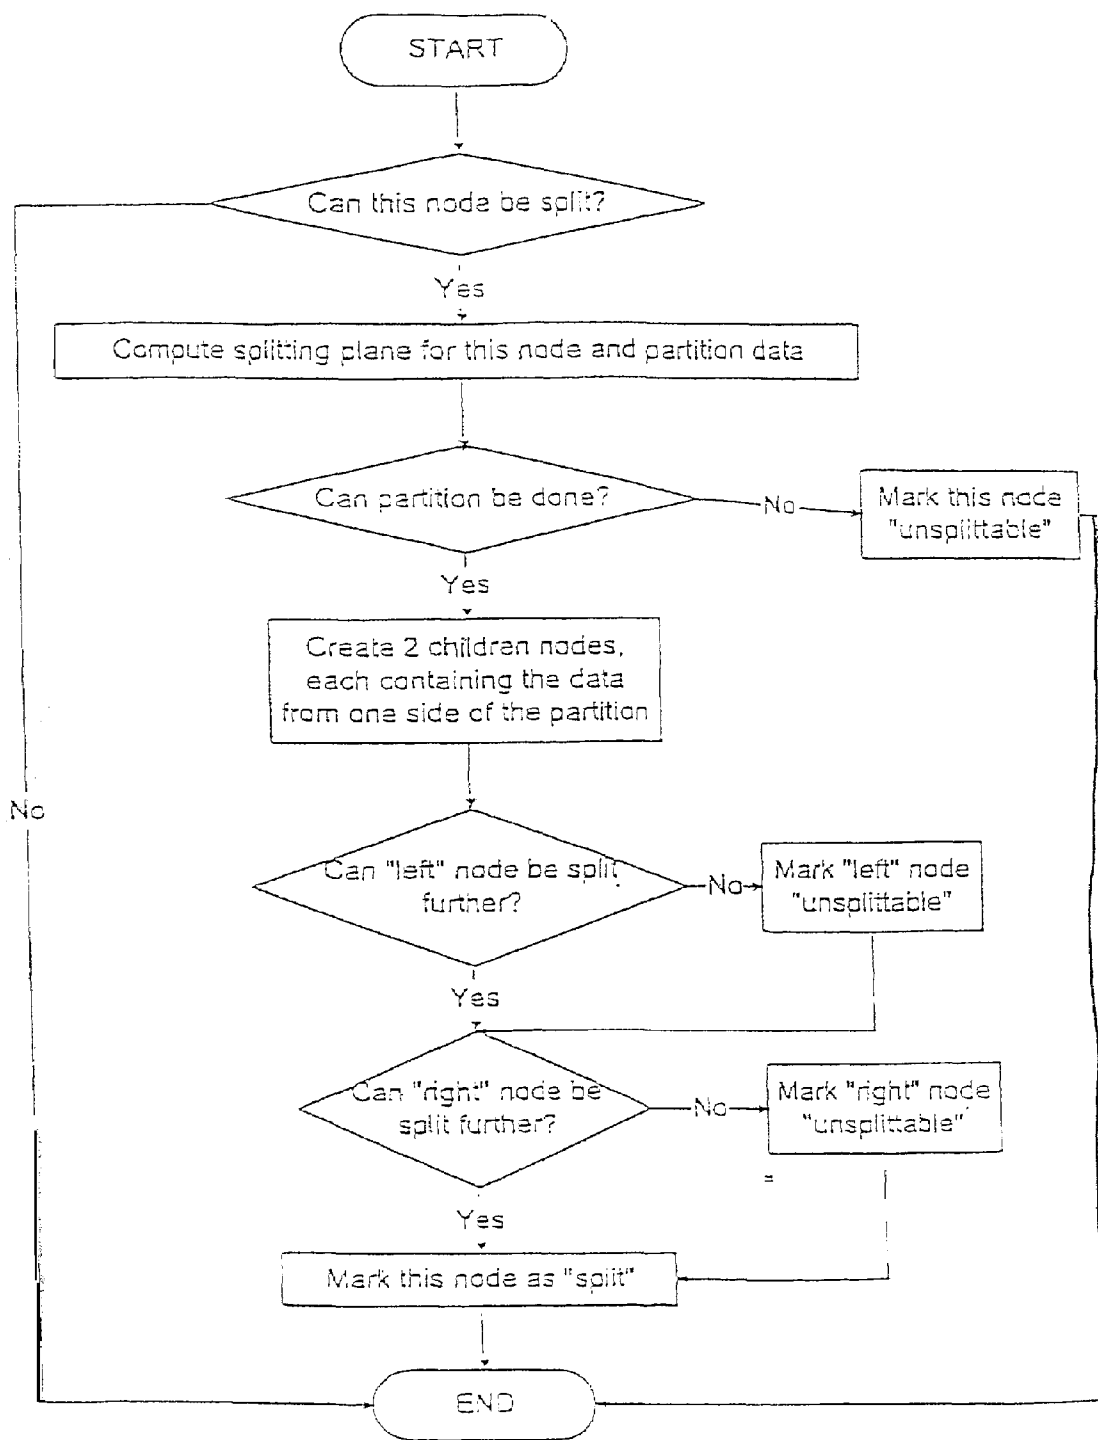 START
Can this node be split?
Yes
Compute splitting plane for this node and partition data
Can partition be done?
No
Mark this node
"unsplittable"
Yes
Create 2 children nodes,
each containing the data
from one side of the partition
No
Can "left" node be split
further?
No
Mark "left" node
"unsplittable"
Yes
Can "right" node be
split further?
No
Mark "right" node
"unsplittable"
Yes
Mark this node as "split"
END